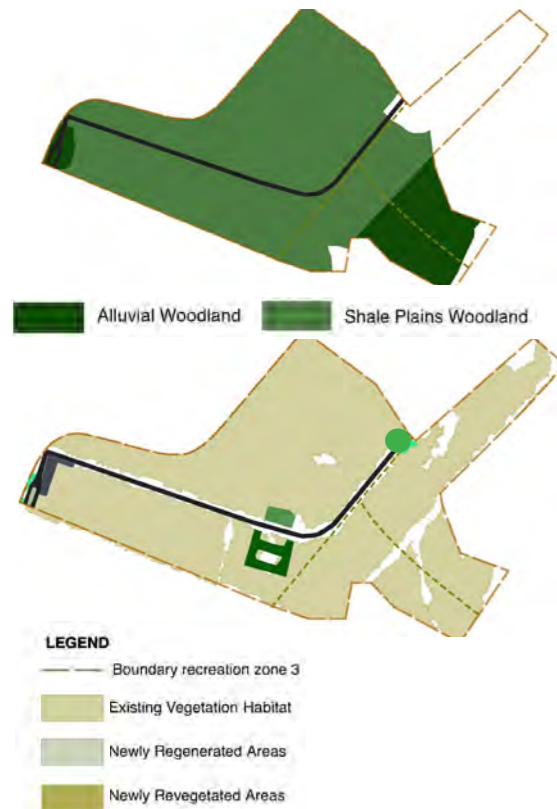 Alluvial Woodland Shale Plains Woodland
LEGEND
Boundary recreation zone 3
Existing Vegetation Habitat
Newly Regenerated Areas
Newly Revegetated Areas